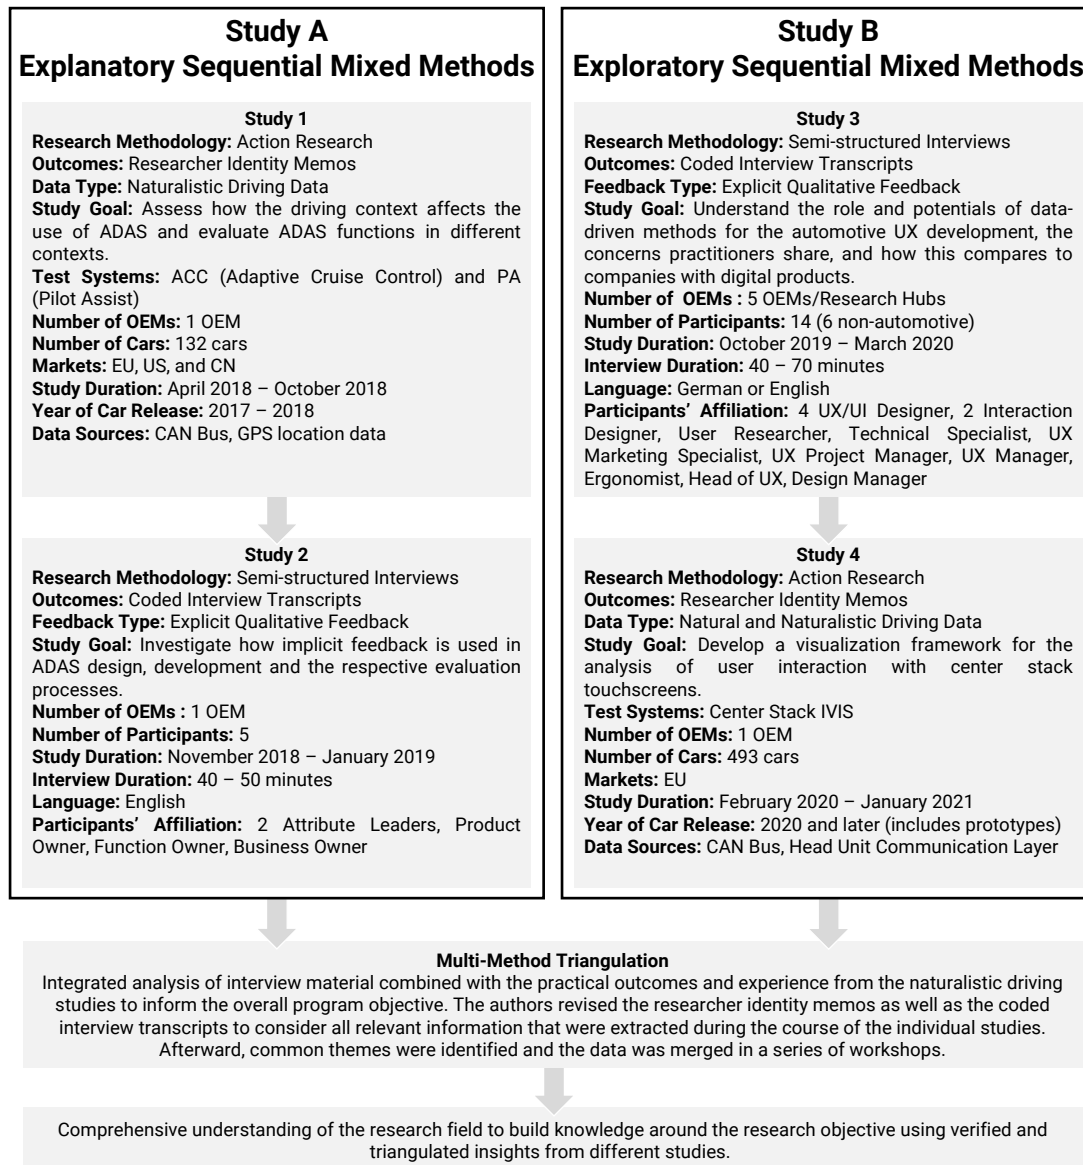 Study A
Explanatory Sequential Mixed Methods
Study 1
Research Methodology: Action Research
Outcomes: Researcher Identity Memos
Data Type: Naturalistic Driving Data
Study Goal: Assess how the driving context affects the
use of ADAS and evaluate ADAS functions in different
contexts.
Test Systems: ACC (Adaptive Cruise Control) and PA
(Pilot Assist)
Number of OEMs: 1 OEM
Number of Cars: 132 cars
Markets: EU, US, and CN
Study Duration: April 2018 – October 2018
Year of Car Release: 2017 – 2018
Data Sources: CAN Bus, GPS location data
Study 2
Research Methodology: Semi-structured Interviews
Outcomes: Coded Interview Transcripts
Feedback Type: Explicit Qualitative Feedback
Study Goal: Investigate how implicit feedback is used in
ADAS design, development and the respective evaluation
processes.
Number of OEMs : 1 OEM
Number of Participants: 5
Study Duration: November 2018 – January 2019
Interview Duration: 40 – 50 minutes
Language: English
Participants' Affiliation: 2 Attribute Leaders, Product
Owner, Function Owner, Business Owner
Study B
Exploratory Sequential Mixed Methods
Study 3
Research Methodology: Semi-structured Interviews
Outcomes: Coded Interview Transcripts
Feedback Type: Explicit Qualitative Feedback
Study Goal: Understand the role and potentials of data-
driven methods for the automotive UX development, the
concerns practitioners share, and how this compares to
companies with digital products.
Number of OEMs : 5 OEMs/Research Hubs
Number of Participants: 14 (6 non-automotive)
Study Duration: October 2019 – March 2020
Interview Duration: 40 – 70 minutes
Language: German or English
Participants' Affiliation: 4 UX/UI Designer, 2 Interaction
Designer, User Researcher, Technical Specialist, UX
Marketing Specialist, UX Project Manager, UX Manager,
Ergonomist, Head of UX, Design Manager
Study 4
Research Methodology: Action Research
Outcomes: Researcher Identity Memos
Data Type: Natural and Naturalistic Driving Data
Study Goal: Develop a visualization framework for the
analysis of user interaction with center stack
touchscreens.
Test Systems: Center Stack IVIS
Number of OEMs: 1 OEM
Number of Cars: 493 cars
Markets: EU
Study Duration: February 2020 – January 2021
Year of Car Release: 2020 and later (includes prototypes)
Data Sources: CAN Bus, Head Unit Communication Layer
Multi-Method Triangulation
Integrated analysis of interview material combined with the practical outcomes and experience from the naturalistic driving
studies to inform the overall program objective. The authors revised the researcher identity memos as well as the coded
interview transcripts to consider all relevant information that were extracted during the course of the individual studies.
Afterward, common themes were identified and the data was merged in a series of workshops.
Comprehensive understanding of the research field to build knowledge around the research objective using verified and
triangulated insights from different studies.